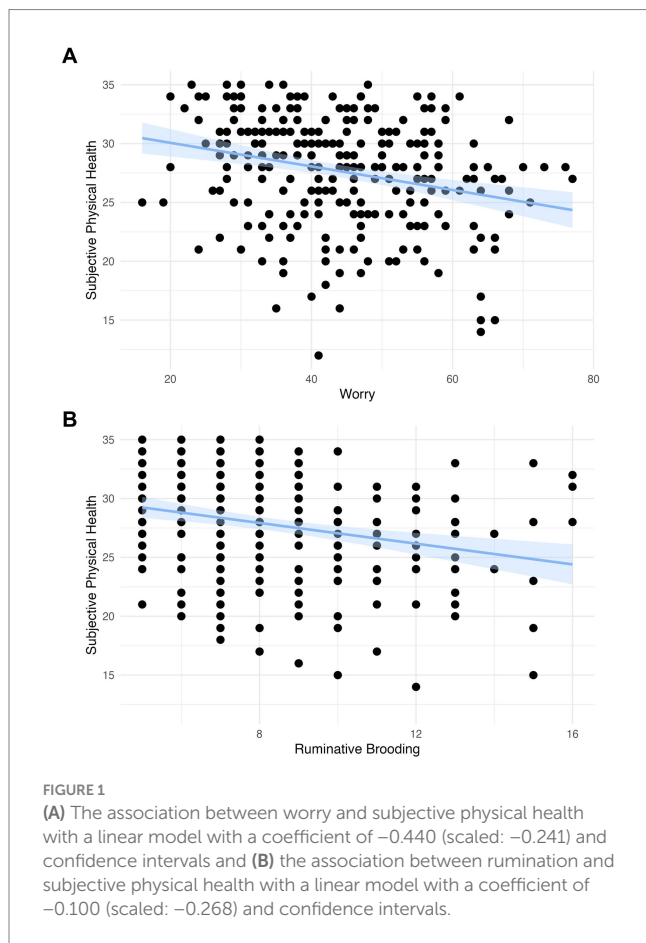 A
35
30
25
20
15
Subjective Physical Health
20 40 60 80
Worry
B
35
30
25
20
15
Subjective Physical Health
8 12 16
Ruminative Brooding
FIGURE 1
(A) The association between worry and subjective physical health
with a linear model with a coefficient of −0.440 (scaled: −0.241) and
confidence intervals and (B) the association between rumination and
subjective physical health with a linear model with a coefficient of
−0.100 (scaled: −0.268) and confidence intervals.